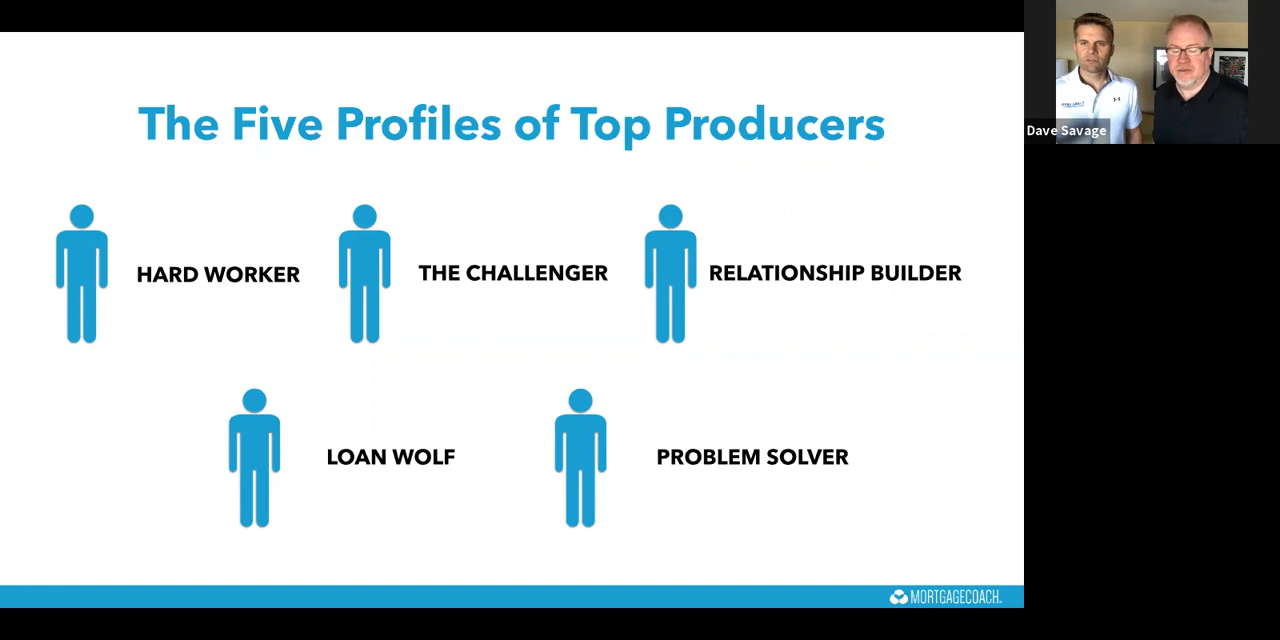 The Five Profiles of Top Producers
HARD WORKER
THE CHALLENGER
RELATIONSHIP BUILDER
LOAN WOLF
PROBLEM SOLVER
MORTGAGECOACH
Dave Savage